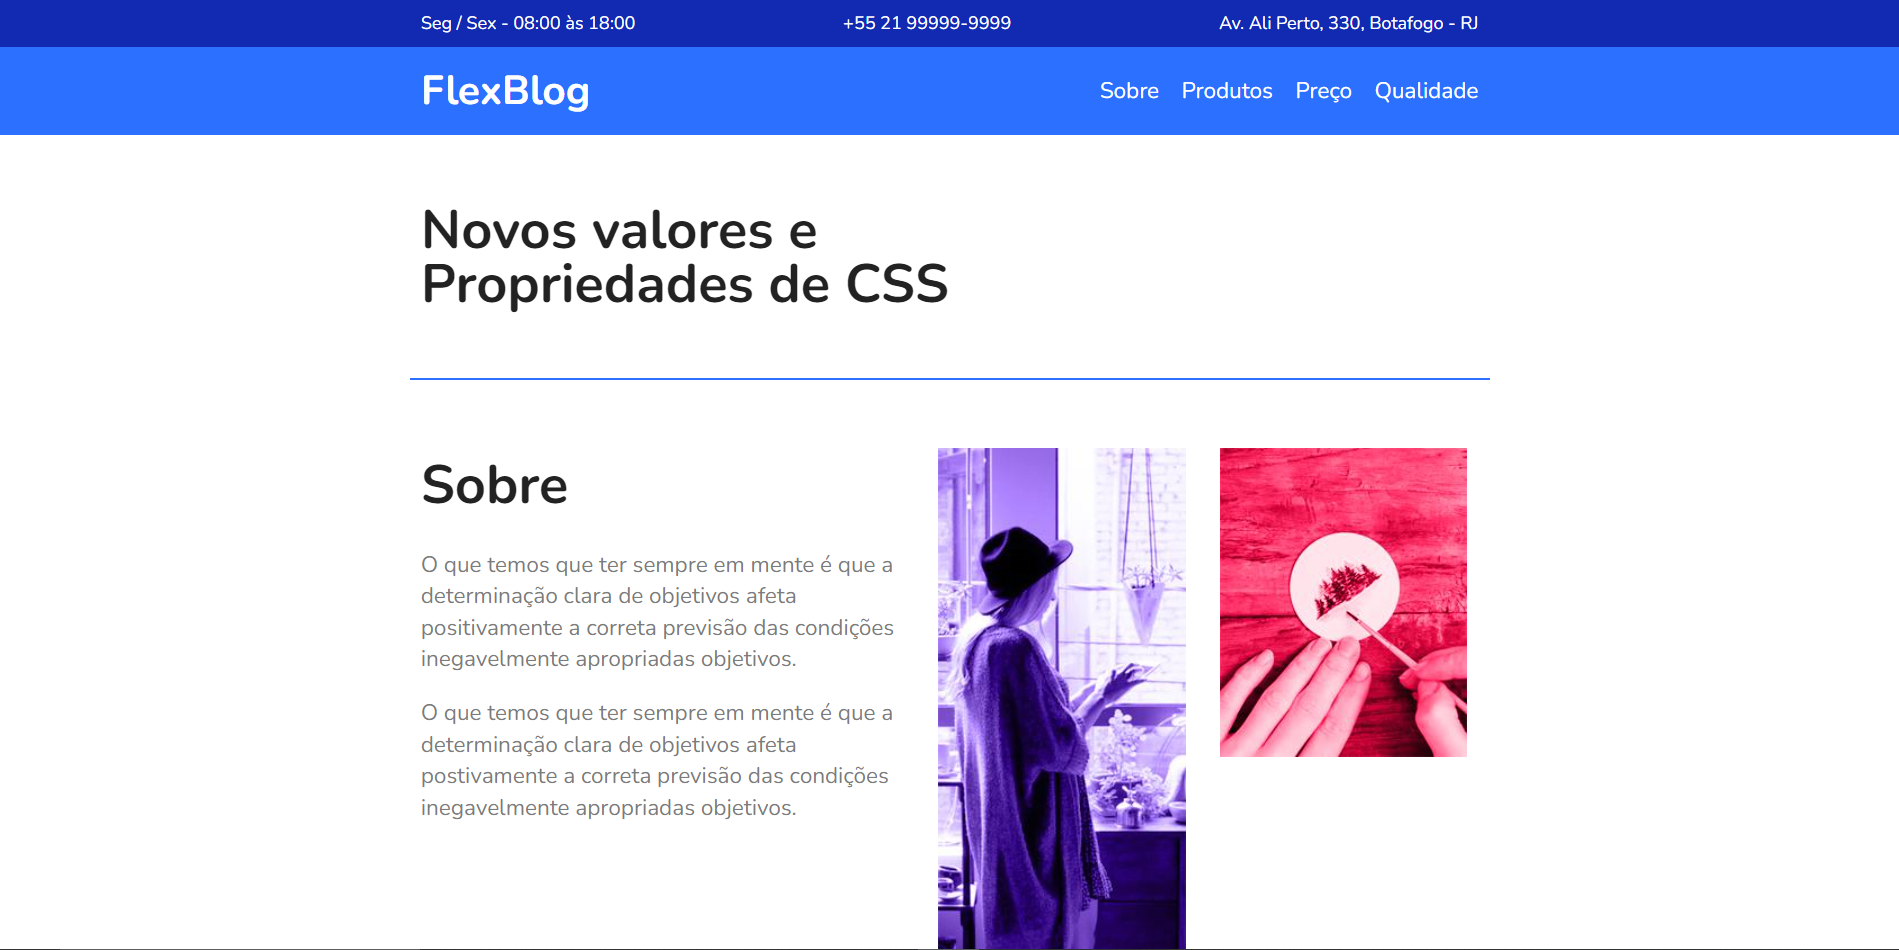 Seg / Sex - 08:00 às 18:00
+55 21 99999-9999
Av. Ali Perto, 330, Botafogo - RJ
FlexBlog
Sobre
Produtos
Preço
Qualidade
Novos valores e
Propriedades de CSS
Sobre
O que temos que ter sempre em mente é que a
determinação clara de objetivos afeta
positivamente a correta previsão das condições
inegavelmente apropriadas objetivos.
O que temos que ter sempre em mente é que a
determinação clara de objetivos afeta
postivamente a correta previsão das condições
inegavelmente apropriadas objetivos.